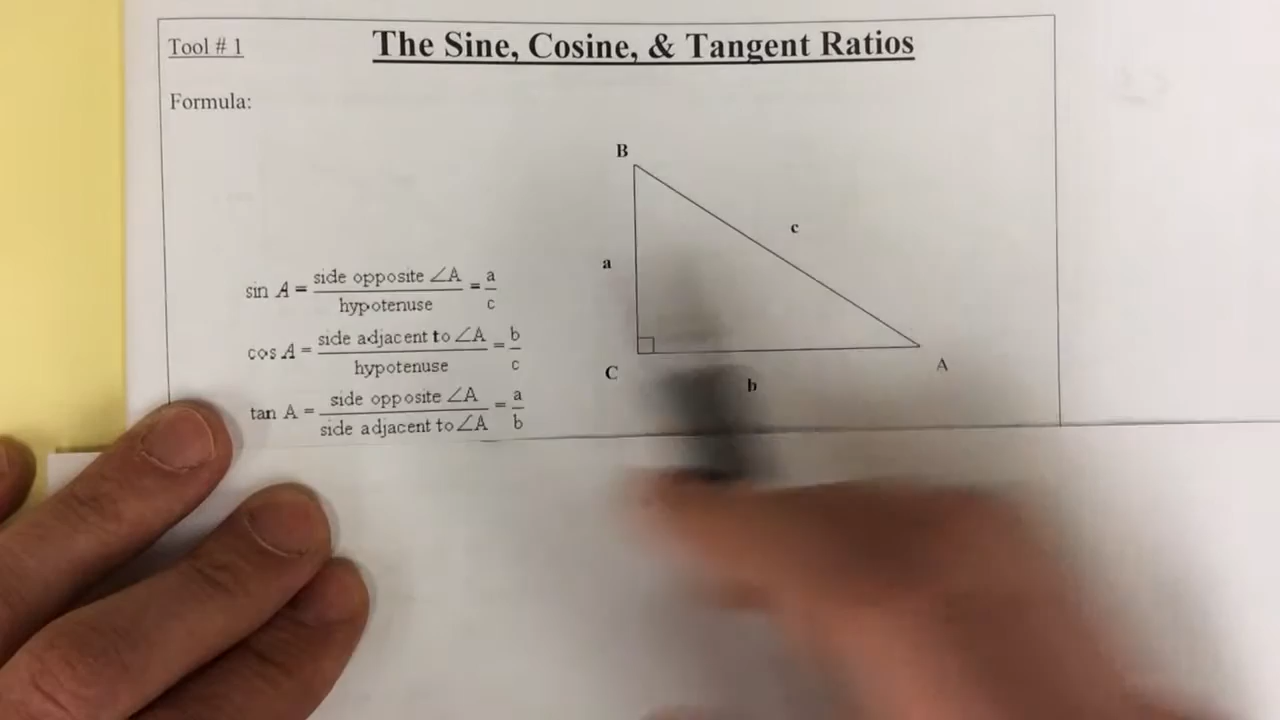 Tool # 1
The Sine, Cosine, & Tangent Ratios
Formula:
B
c
a
sin A = side opposite ∠A / hypotenuse = a / c
cos A = side adjacent to ∠A / hypotenuse = b / c
C
A
b
tan A = side opposite ∠A / side adjacent to ∠A = a / b